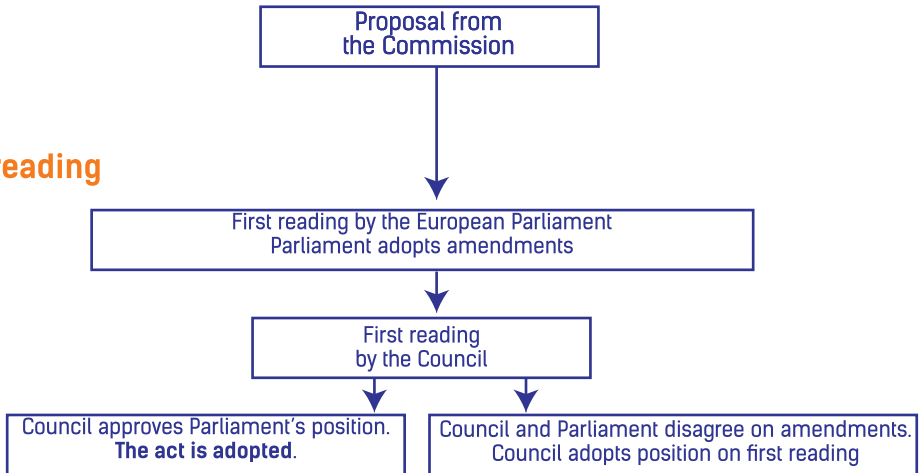 Proposal from
the Commission
reading
First reading by the European Parliament
Parliament adopts amendments
First reading
by the Council
Council approves Parliament's position.
The act is adopted.
Council and Parliament disagree on amendments.
Council adopts position on first reading